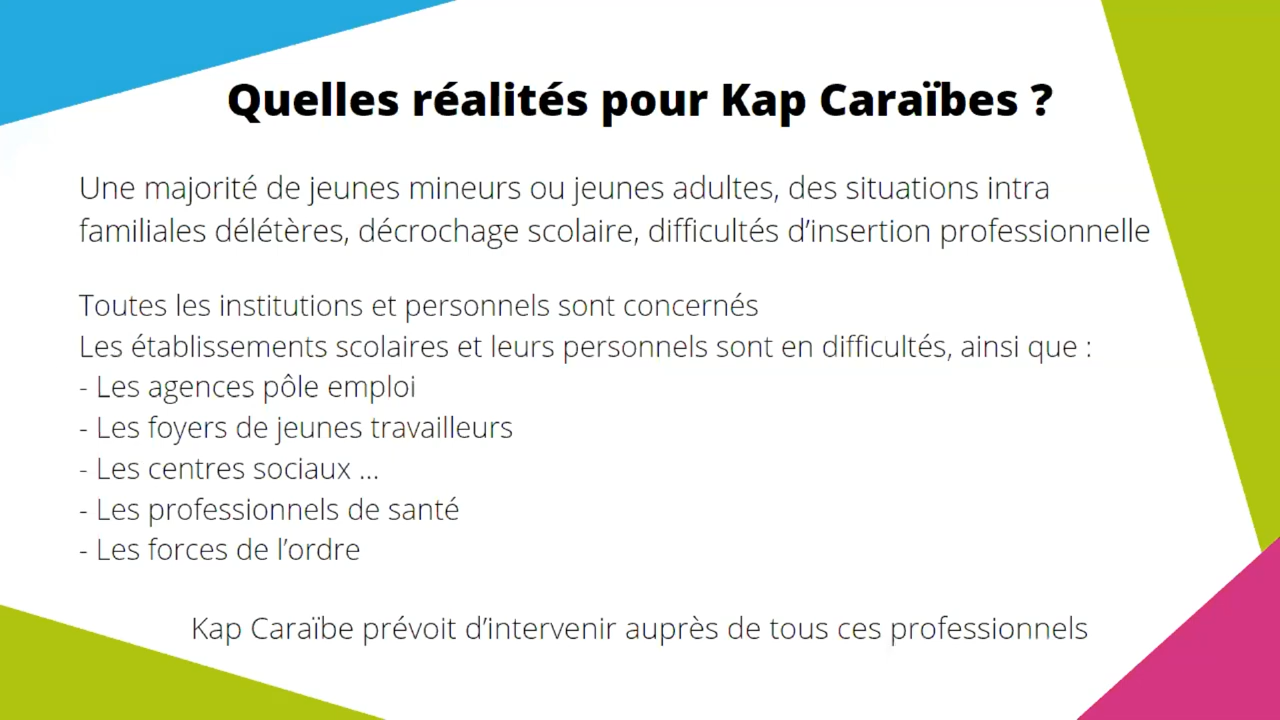 Quelles réalités pour Kap Caraïbes ?
Une majorité de jeunes mineurs ou jeunes adultes, des situations intra
familiales délétères, décrochage scolaire, difficultés d’insertion professionnelle
Toutes les institutions et personnels sont concernés
Les établissements scolaires et leurs personnels sont en difficultés, ainsi que :
- Les agences pôle emploi
- Les foyers de jeunes travailleurs
- Les centres sociaux ...
- Les professionnels de santé
- Les forces de l’ordre
Kap Caraïbe prévoit d’intervenir auprès de tous ces professionnels